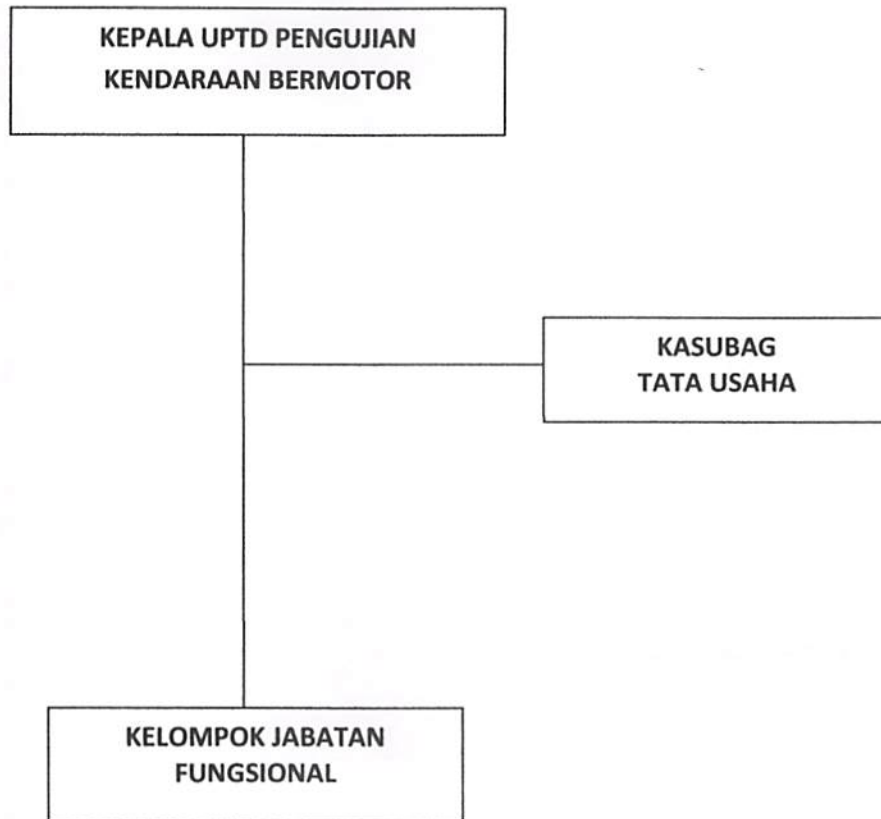 KEPALA UPTD PENGUJIAN
KENDARAAN BERMOTOR
KASUBAG
TATA USAHA
KELOMPOK JABATAN
FUNGSIONAL